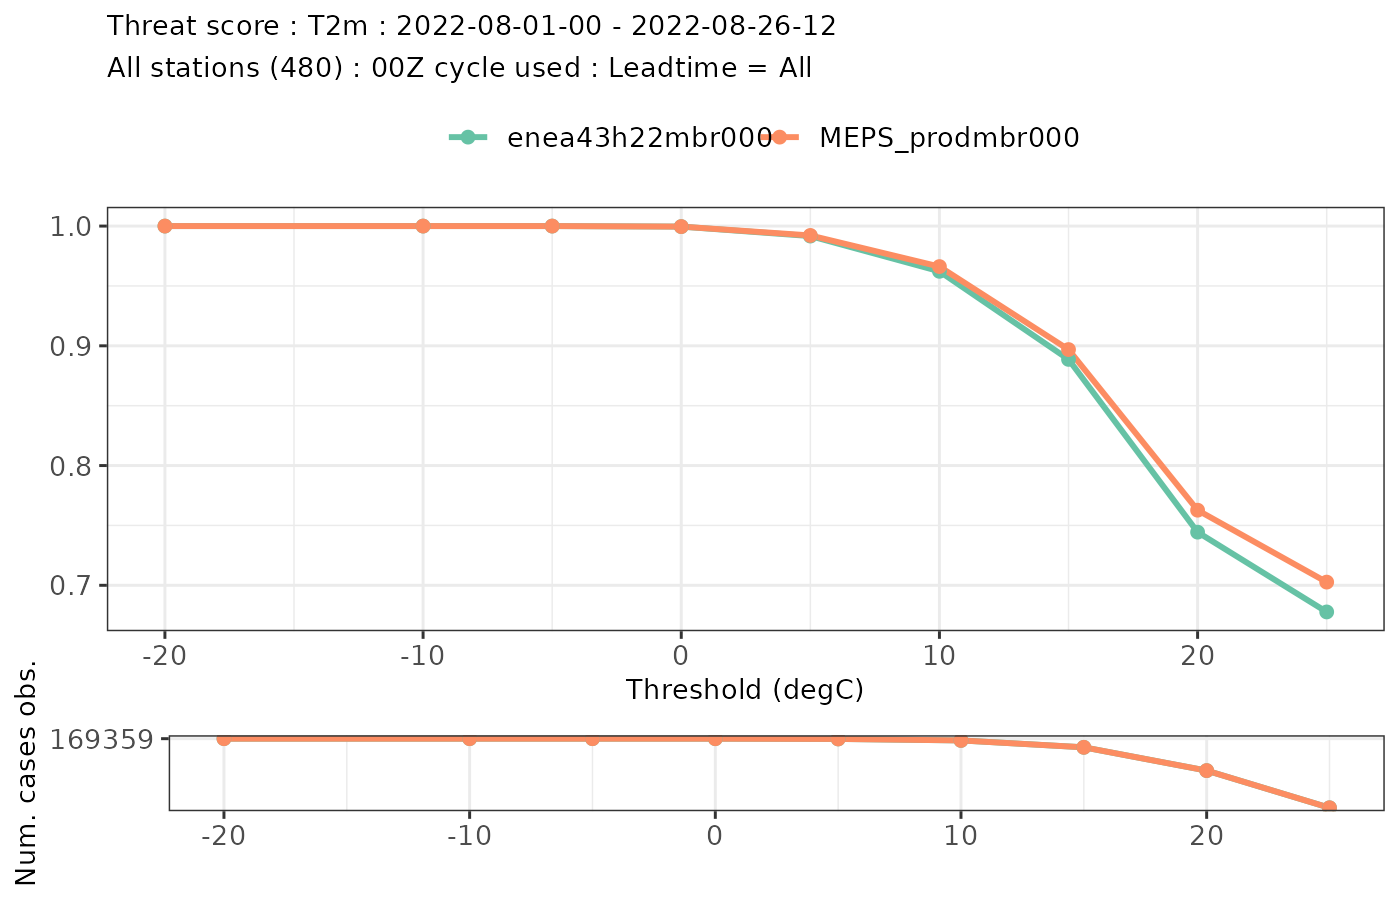 Threat score : T2m : 2022-08-01-00 - 2022-08-26-12
All stations (480) : 00Z cycle used : Leadtime = All
enea43h22mbr000 MEPS_prodmbr000
1.0
0.9
0.8
0.7
-20 -10 0 10 20
Threshold (degC)
Num. cases obs.
169359
-20 -10 0 10 20